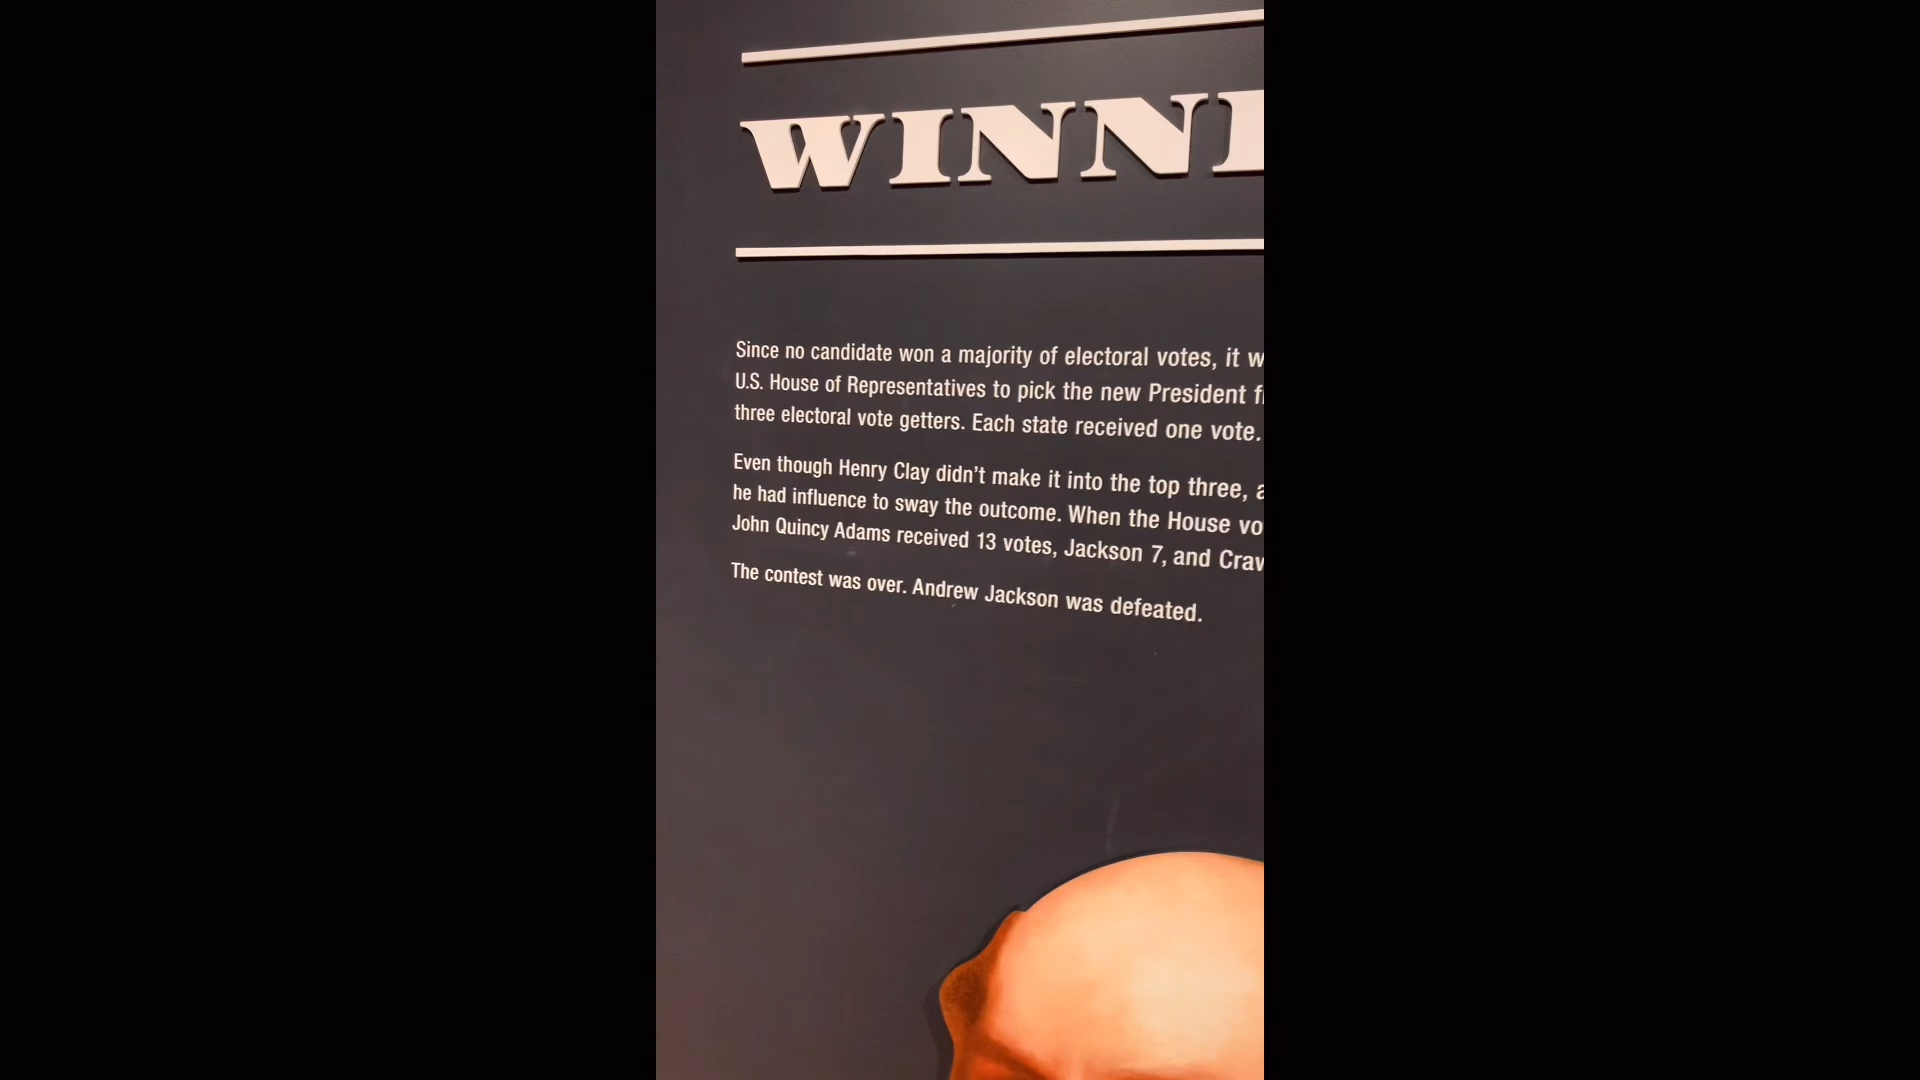 WINNE
Since no candidate won a majority of electoral votes, it w
U.S. House of Representatives to pick the new President f
three electoral vote getters. Each state received one vote.
Even though Henry Clay didn't make it into the top three, a
he had influence to sway the outcome. When the House vo
John Quincy Adams received 13 votes, Jackson 7, and Craw
The contest was over. Andrew Jackson was defeated.